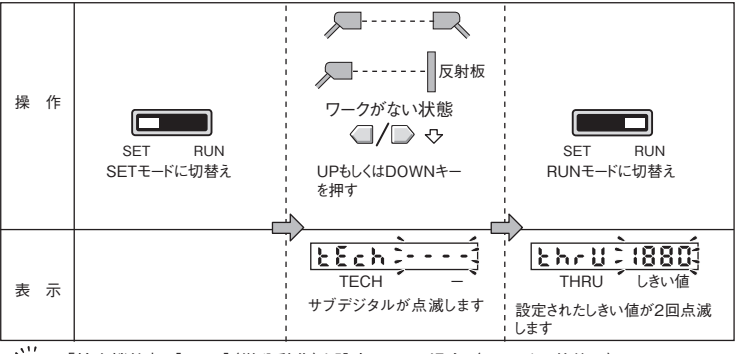 操 作
SET RUN
SETモードに切替え
反射板
ワークがない状態
UPもしくはDOWNキー
を押す
SET RUN
RUNモードに切替え
表 示
tEch ----
TECH －
サブデジタルが点滅します
thrU 1880
THRU しきい値
設定されたしきい値が2回点滅
します